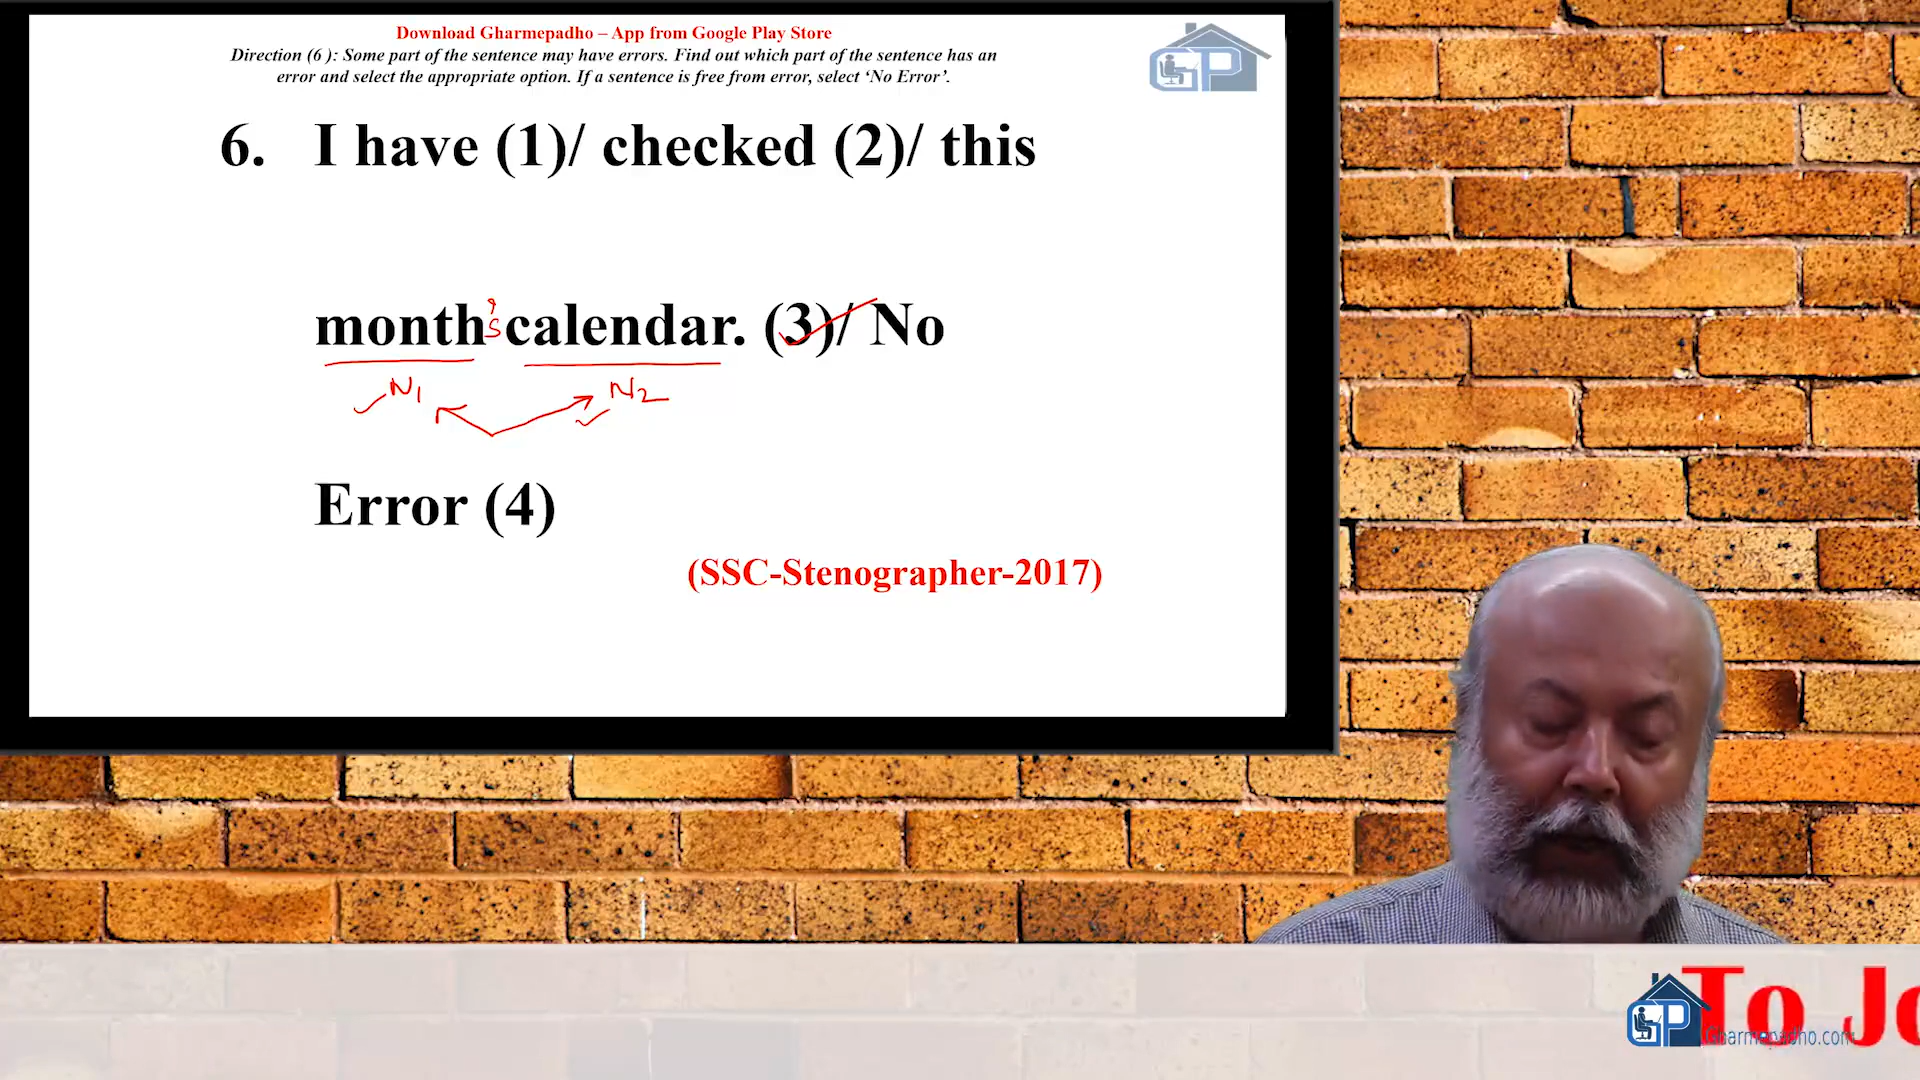 Download Gharmepadho – App from Google Play Store
Direction (6 ): Some part of the sentence may have errors. Find out which part of the sentence has an
error and select the appropriate option. If a sentence is free from error, select ‘No Error’.
GP
6. I have (1)/ checked (2)/ this
month's calendar. (3)/ No
N1 N2
Error (4)
(SSC-Stenographer-2017)
To Jo
GP
Gharmepadho.com